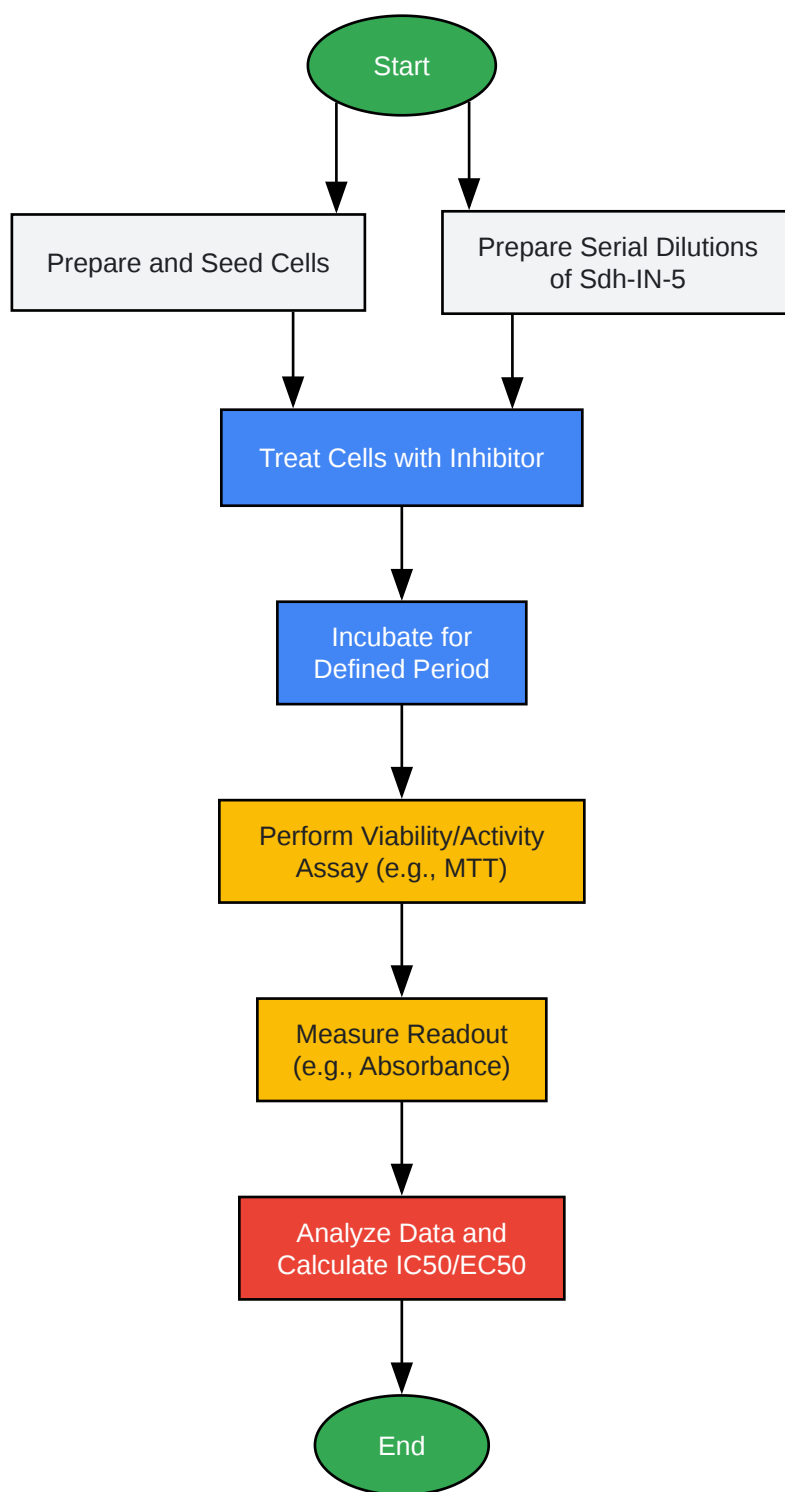 Start
Prepare and Seed Cells
Prepare Serial Dilutions
of Sdh-IN-5
Treat Cells with Inhibitor
Incubate for
Defined Period
Perform Viability/Activity
Assay (e.g., MTT)
Measure Readout
(e.g., Absorbance)
Analyze Data and
Calculate IC50/EC50
End